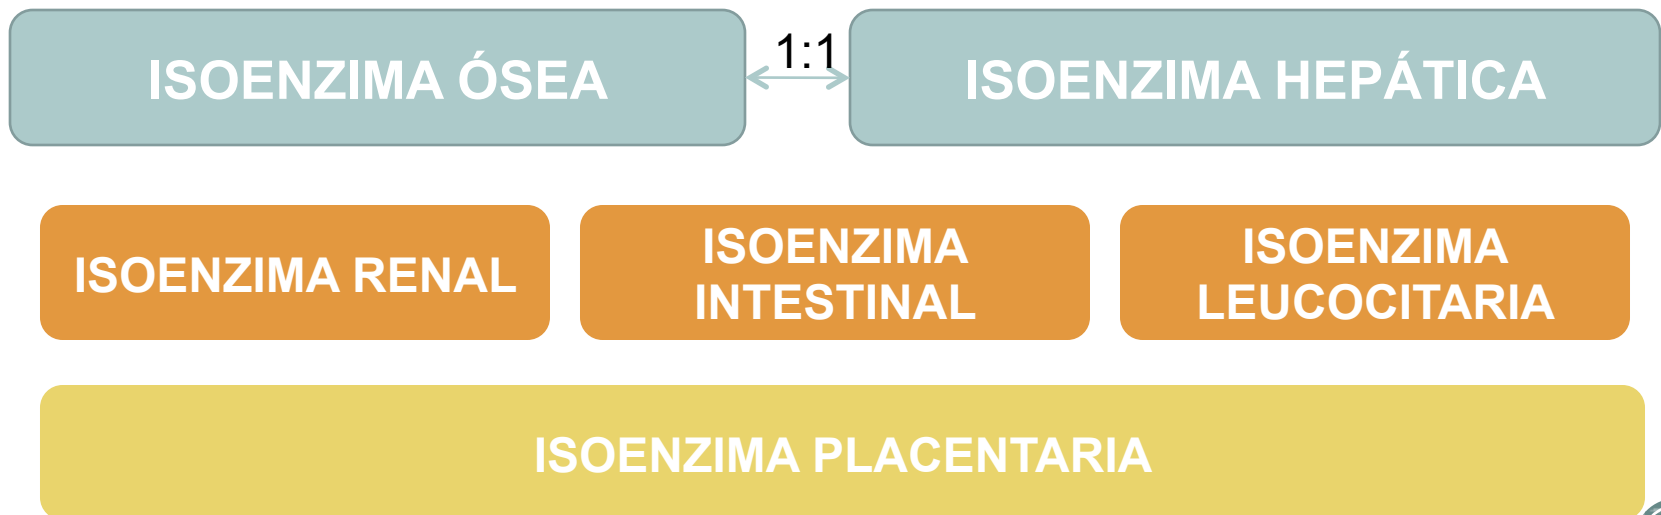 ISOENZIMA ÓSEA
1:1
ISOENZIMA HEPÁTICA
ISOENZIMA RENAL
ISOENZIMA
INTESTINAL
ISOENZIMA
LEUCOCITARIA
ISOENZIMA PLACENTARIA